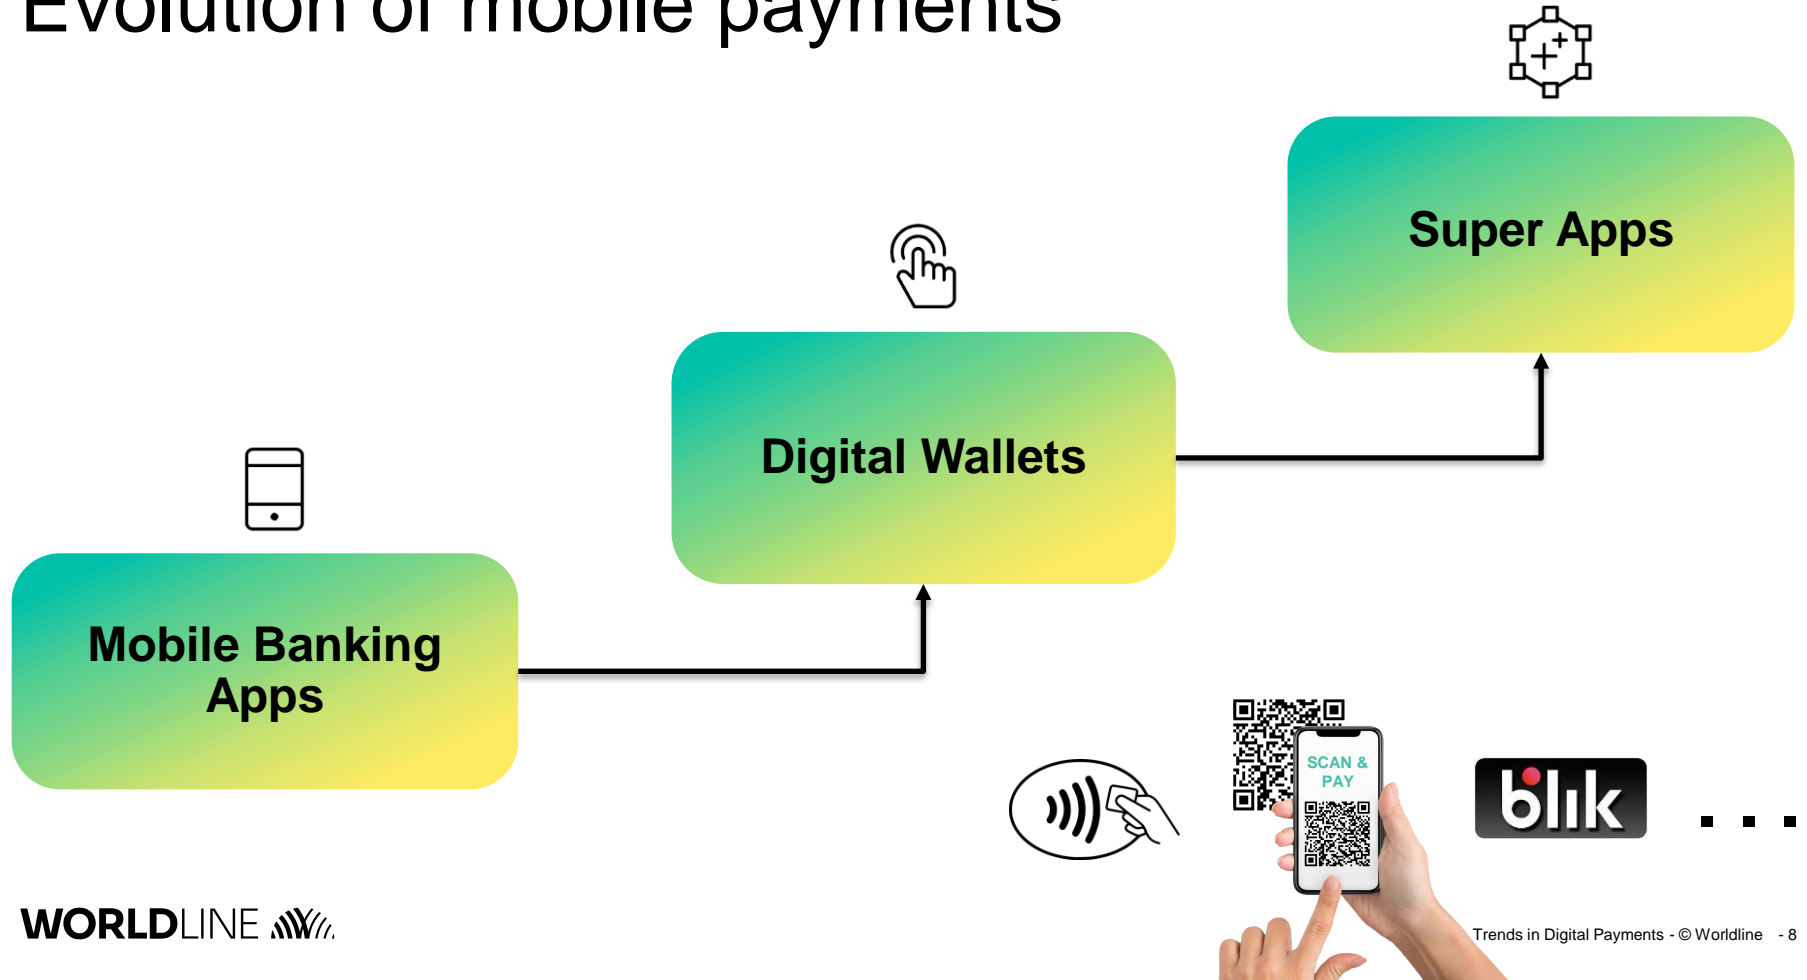 Evolution of mobile payments
Super Apps
Digital Wallets
Mobile Banking
Apps
SCAN &
PAY
blik
...
WORLDLINE
Trends in Digital Payments - © Worldline - 8